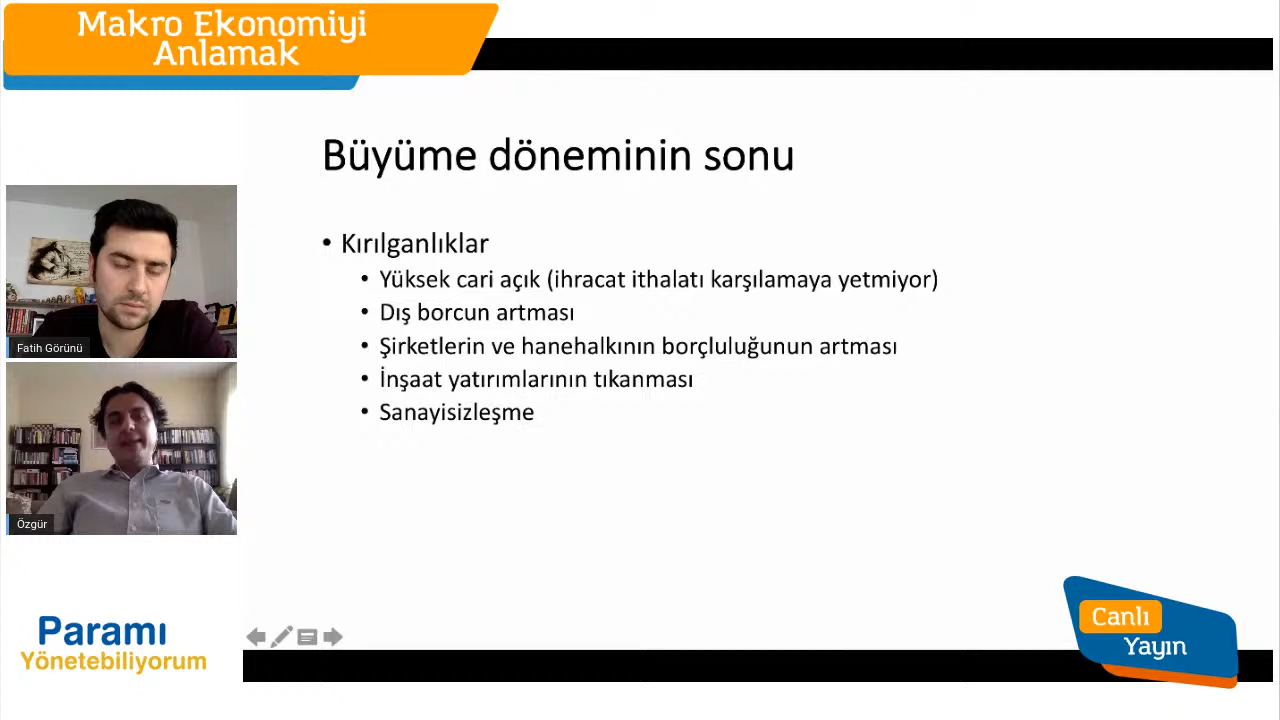 Makro Ekonomiyi
Anlamak
Büyüme döneminin sonu
• Kırılganlıklar
• Yüksek cari açık (ihracat ithalatı karşılamaya yetmiyor)
• Dış borcun artması
• Şirketlerin ve hanehalkının borçluluğunun artması
• İnşaat yatırımlarının tıkanması
• Sanayisizleşme
Fatih Görünü
Özgür
Paramı
Yönetebiliyorum
Canlı
Yayın